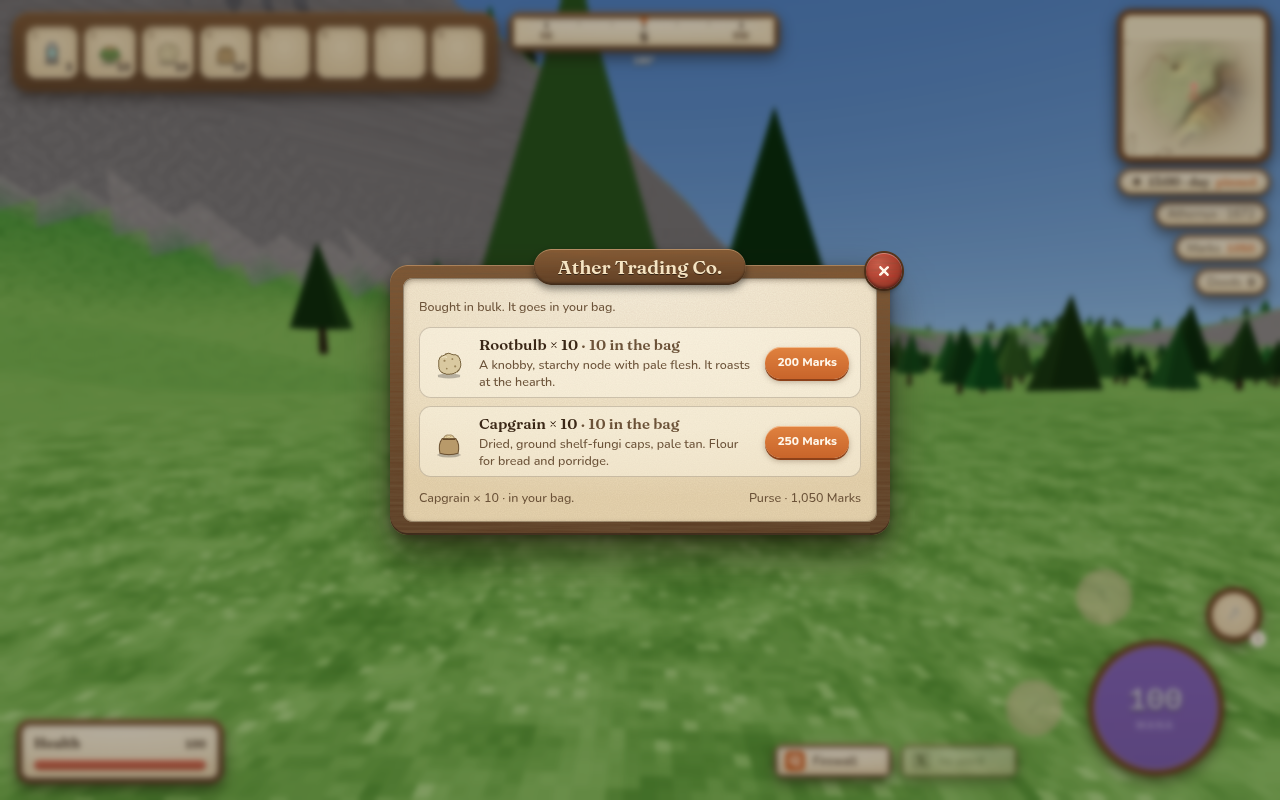 Ather Trading Co.
Bought in bulk. It goes in your bag.
Rootbulb × 10 · 10 in the bag
A knobby, starchy node with pale flesh. It roasts
at the hearth.
200 Marks
Capgrain × 10 · 10 in the bag
Dried, ground shelf-fungi caps, pale tan. Flour
for bread and porridge.
250 Marks
Capgrain × 10 · in your bag.
Purse · 1,050 Marks
Health
100
100